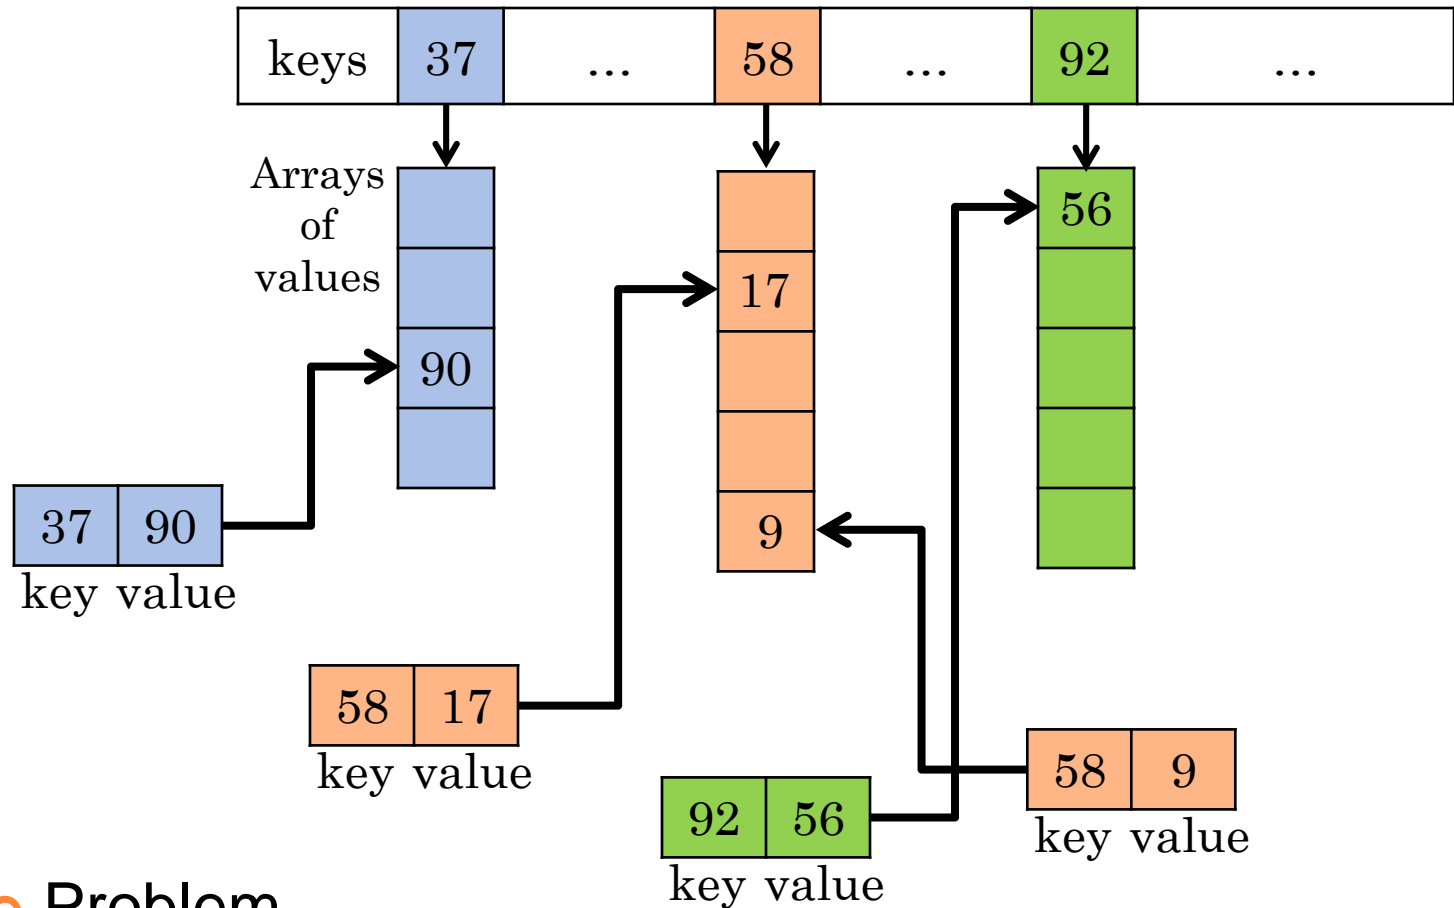 keys 37 ... 58 ... 92 ...
Arrays
of
values
56
17
90
9
37 90
key value
58 17
key value
58 9
key value
92 56
key value
Problem